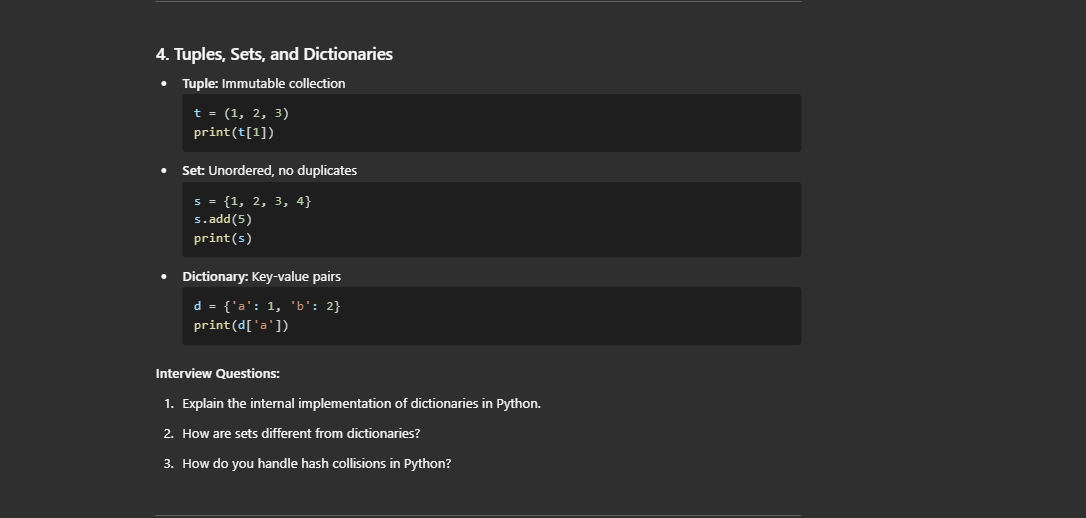 4. Tuples, Sets, and Dictionaries
• Tuple: Immutable collection
t = (1, 2, 3)
print(t[1])
• Set: Unordered, no duplicates
s = {1, 2, 3, 4}
s.add(5)
print(s)
• Dictionary: Key-value pairs
d = {'a': 1, 'b': 2}
print(d['a'])
Interview Questions:
1. Explain the internal implementation of dictionaries in Python.
2. How are sets different from dictionaries?
3. How do you handle hash collisions in Python?